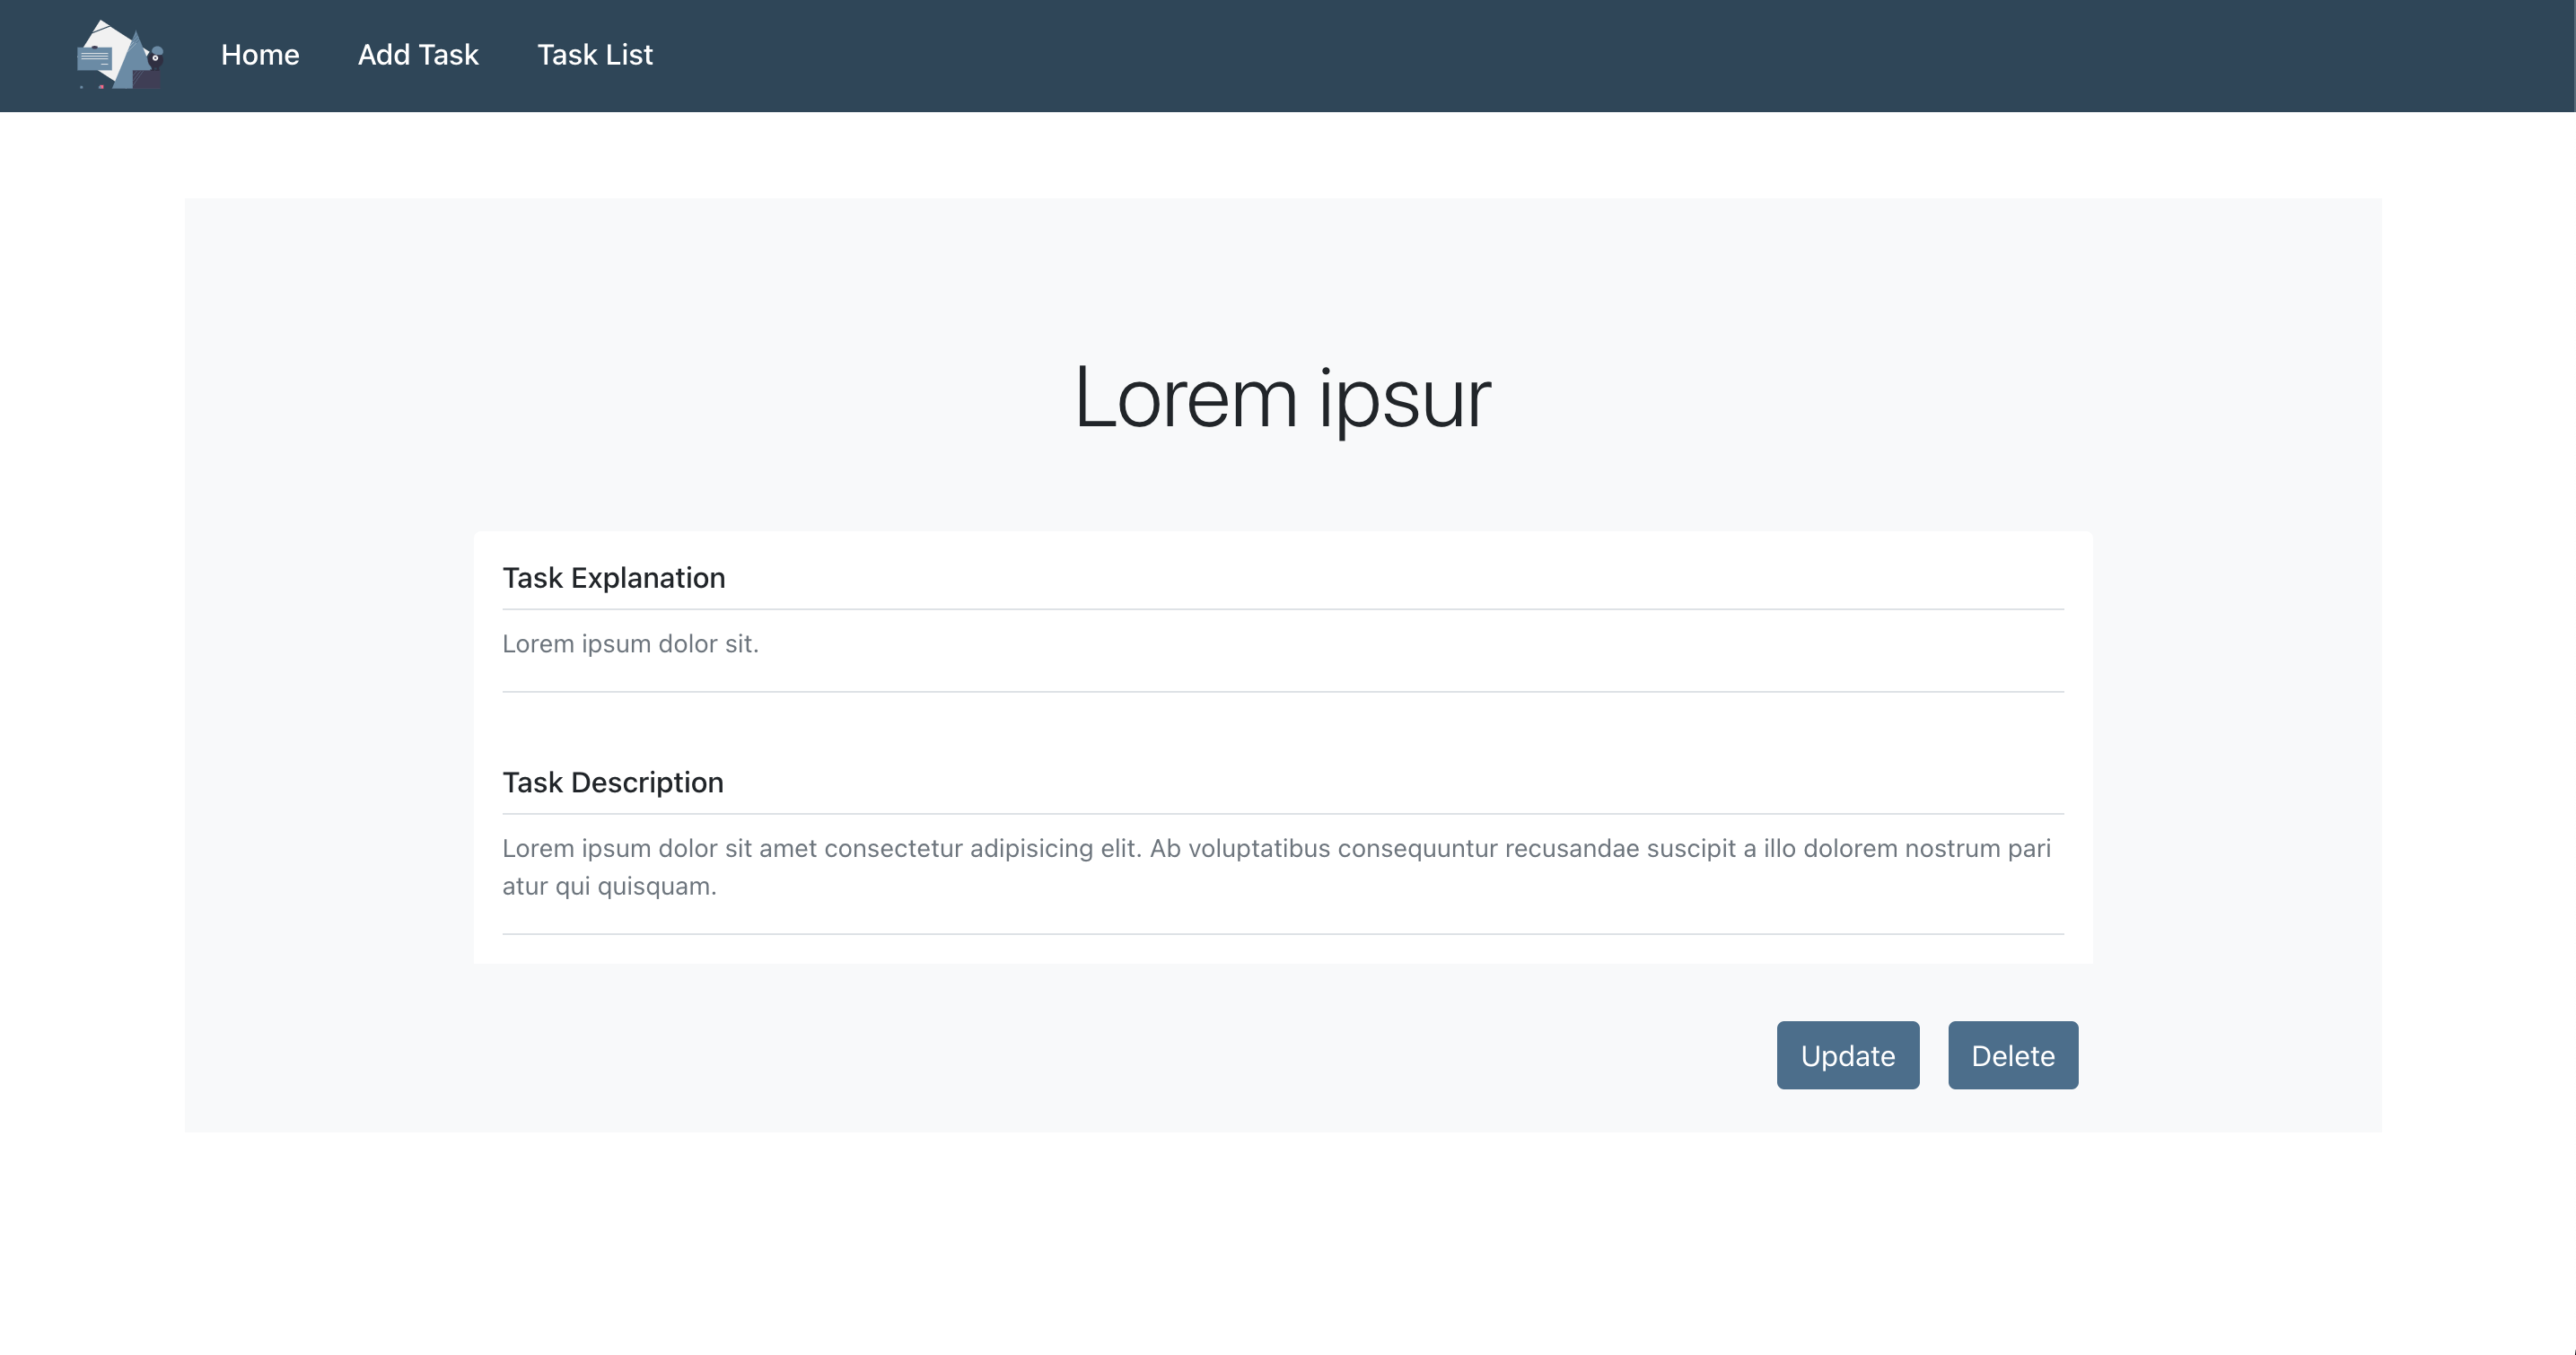 Home Add Task Task List
Lorem ipsur
Task Explanation
Lorem ipsum dolor sit.
Task Description
Lorem ipsum dolor sit amet consectetur adipisicing elit. Ab voluptatibus consequuntur recusandae suscipit a illo dolorem nostrum pari
atur qui quisquam.
Update Delete